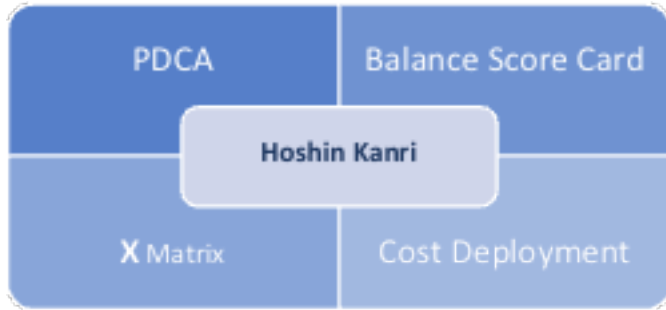 PDCA
Balance Score Card
Hoshin Kanri
X Matrix
Cost Deployment